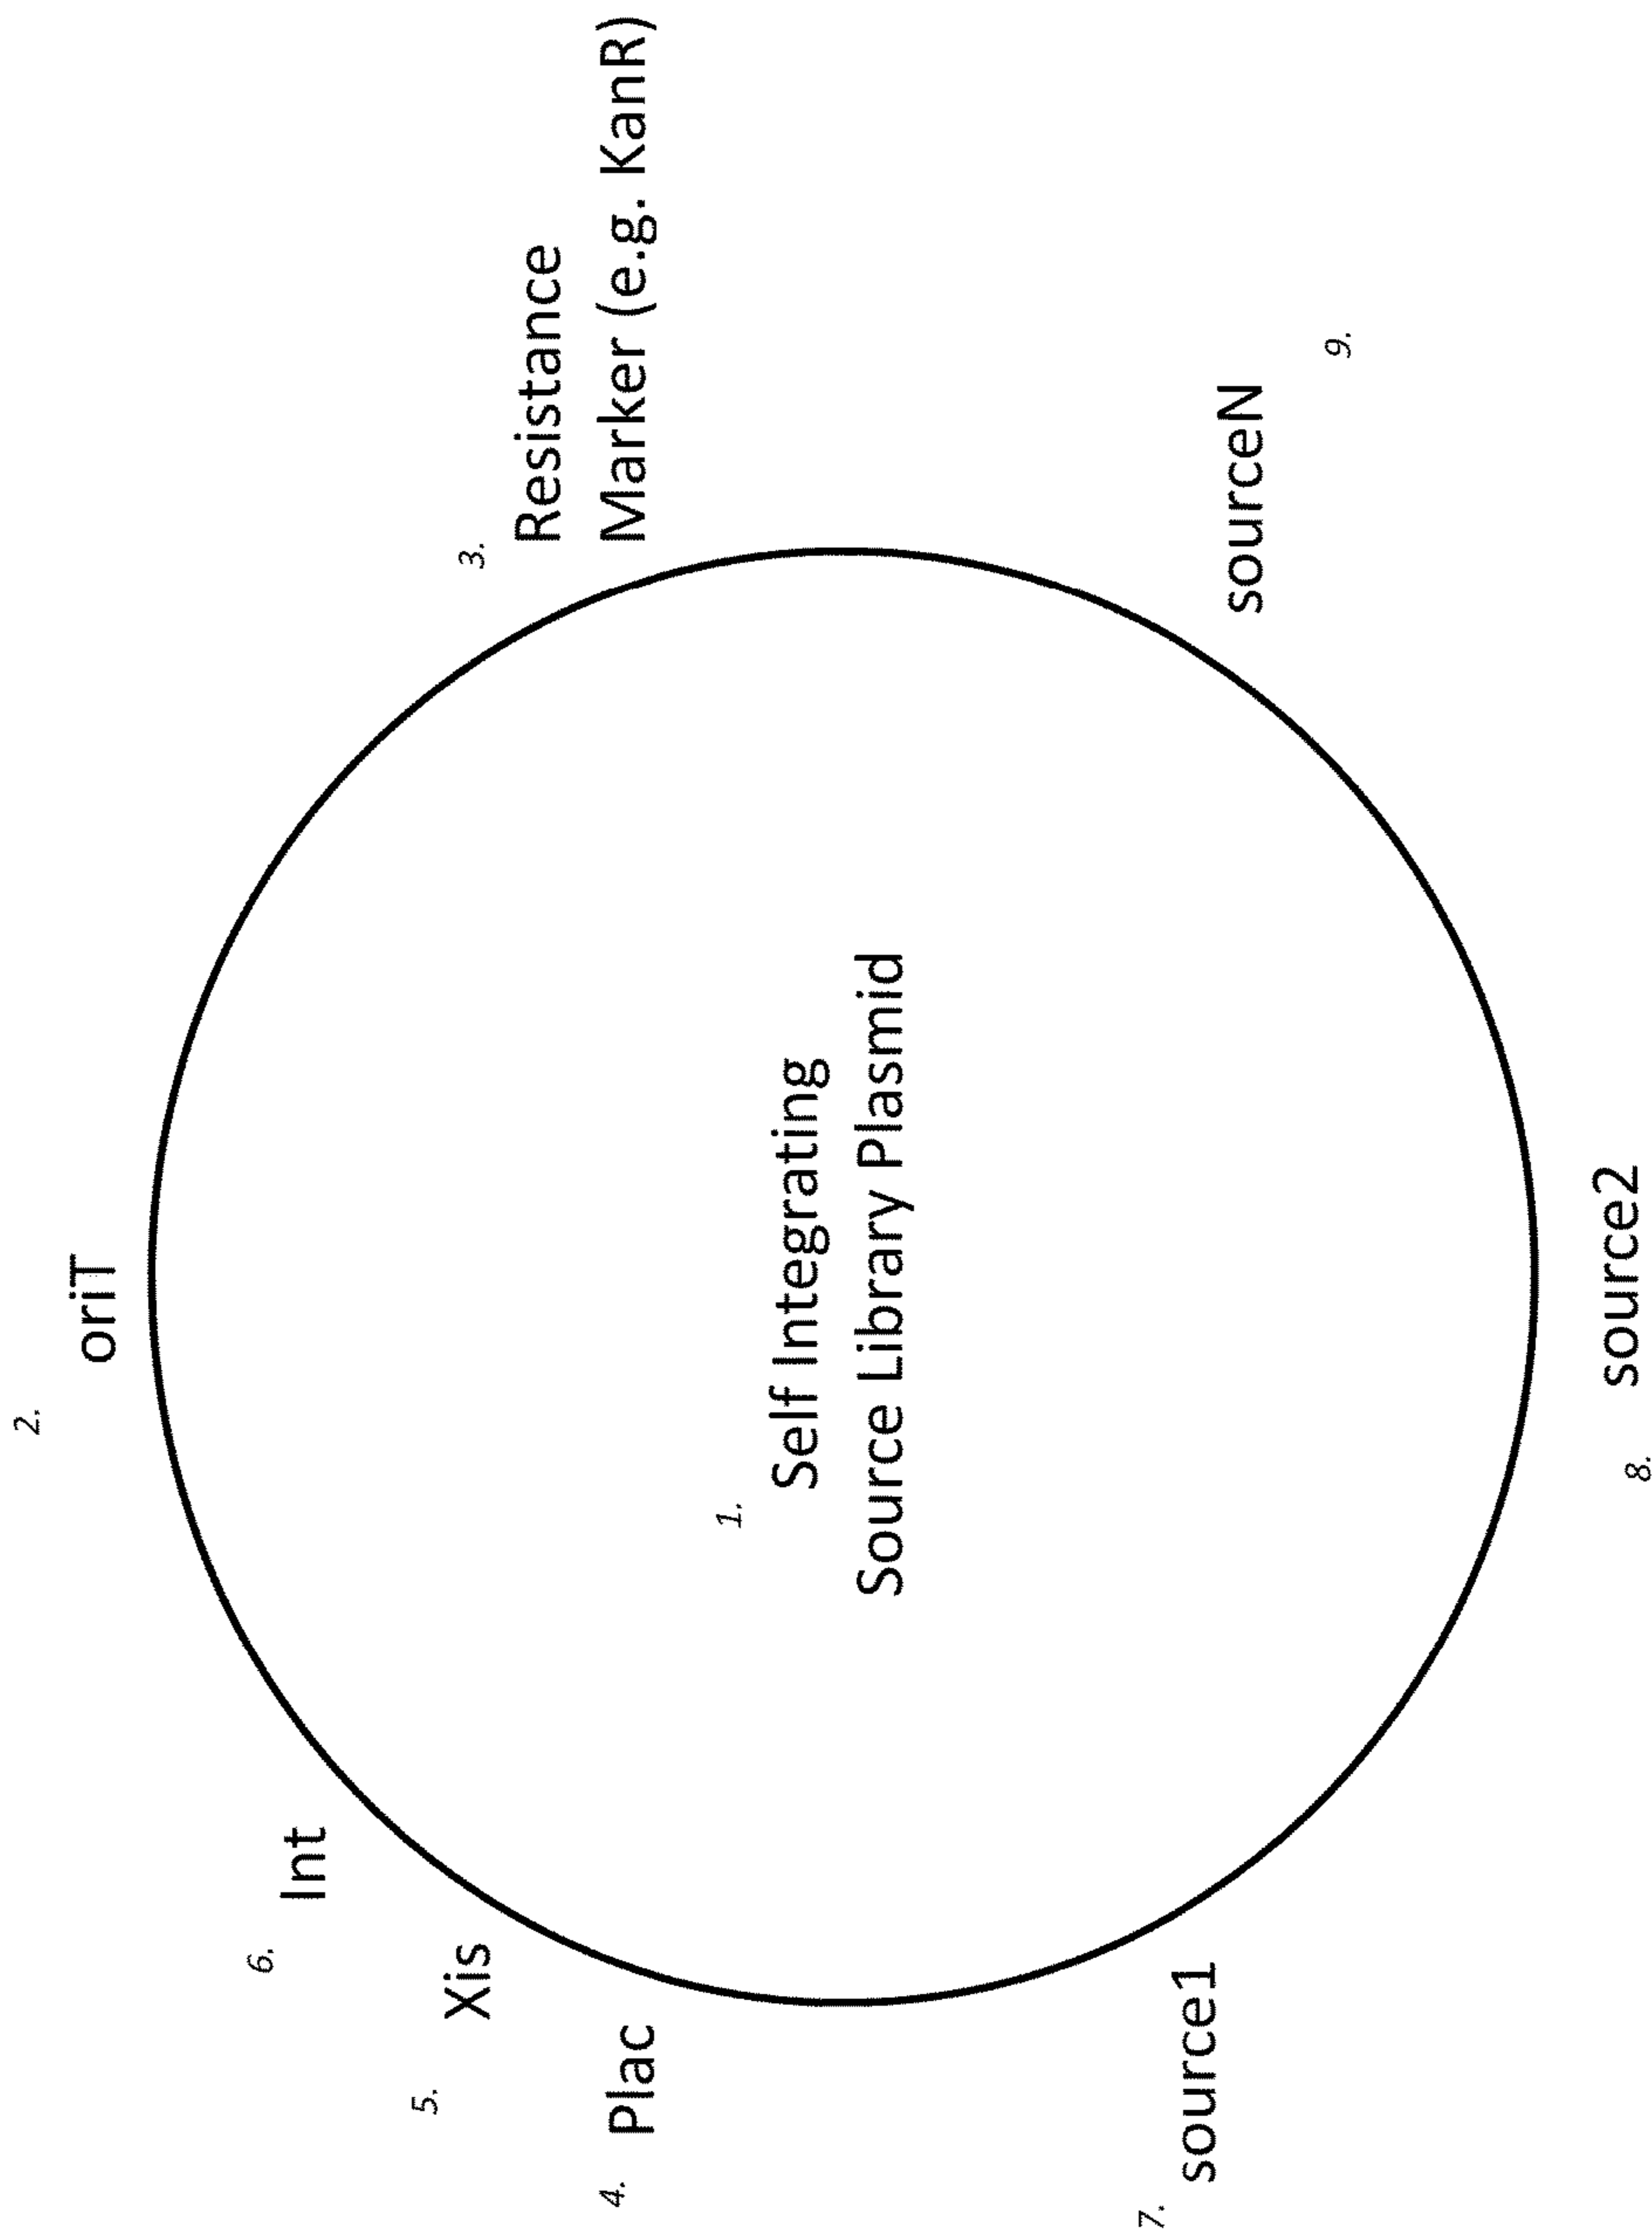 2.
oriT
6.
Int
3.
Resistance
Marker (e.g. KanR)
5.
Xis
4.
Plac
1.
Self Integrating
Source Library Plasmid
7.
source1
sourceN
9.
8.
source2